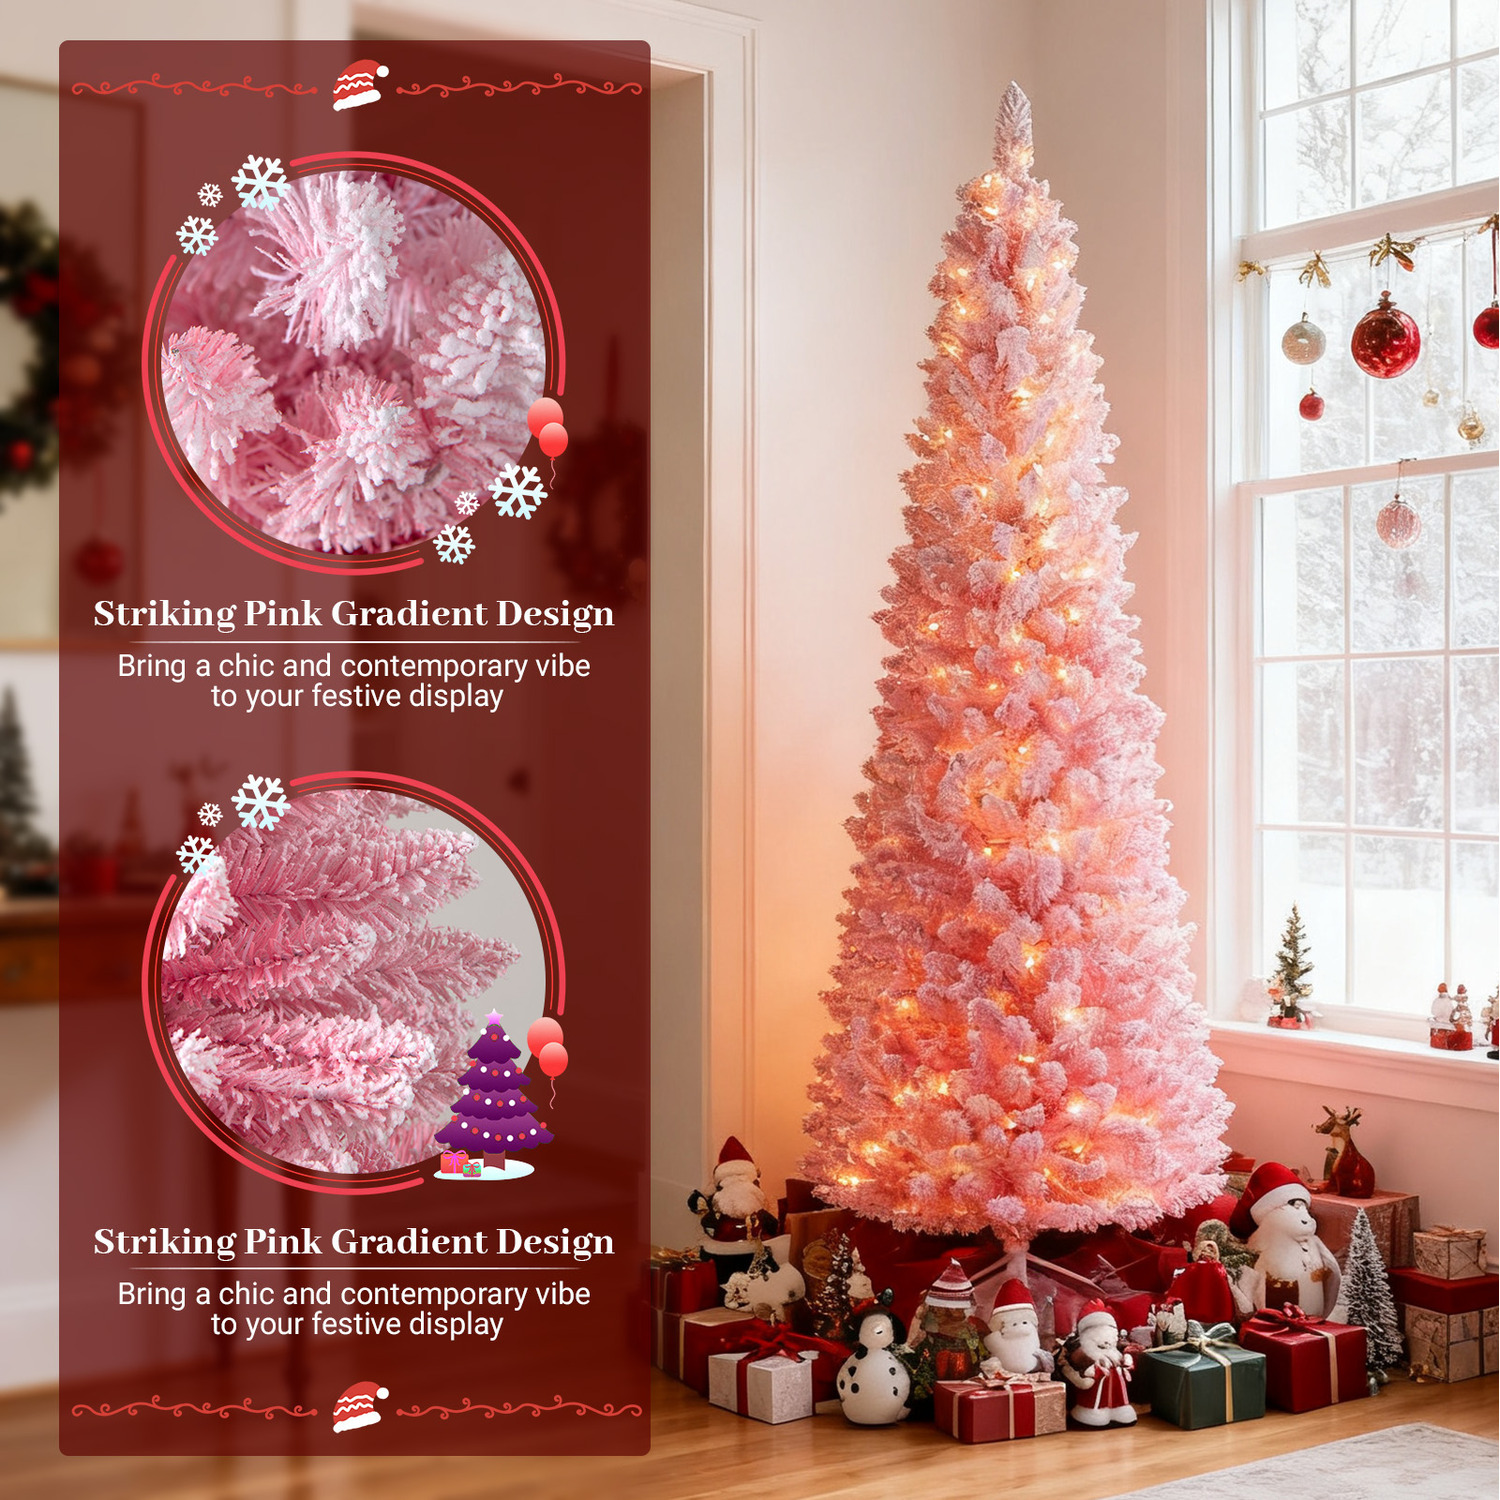 Striking Pink Gradient Design
Bring a chic and contemporary vibe
to your festive display
Striking Pink Gradient Design
Bring a chic and contemporary vibe
to your festive display